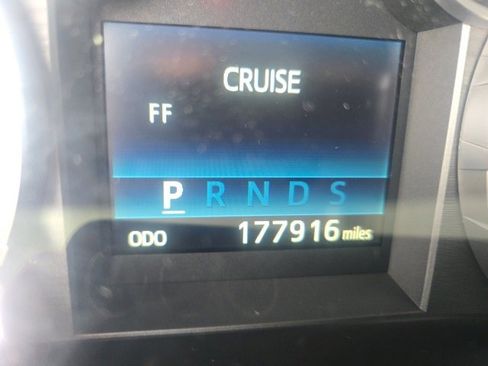 CRUISE
FF
P R N D S
ODO 177916 miles